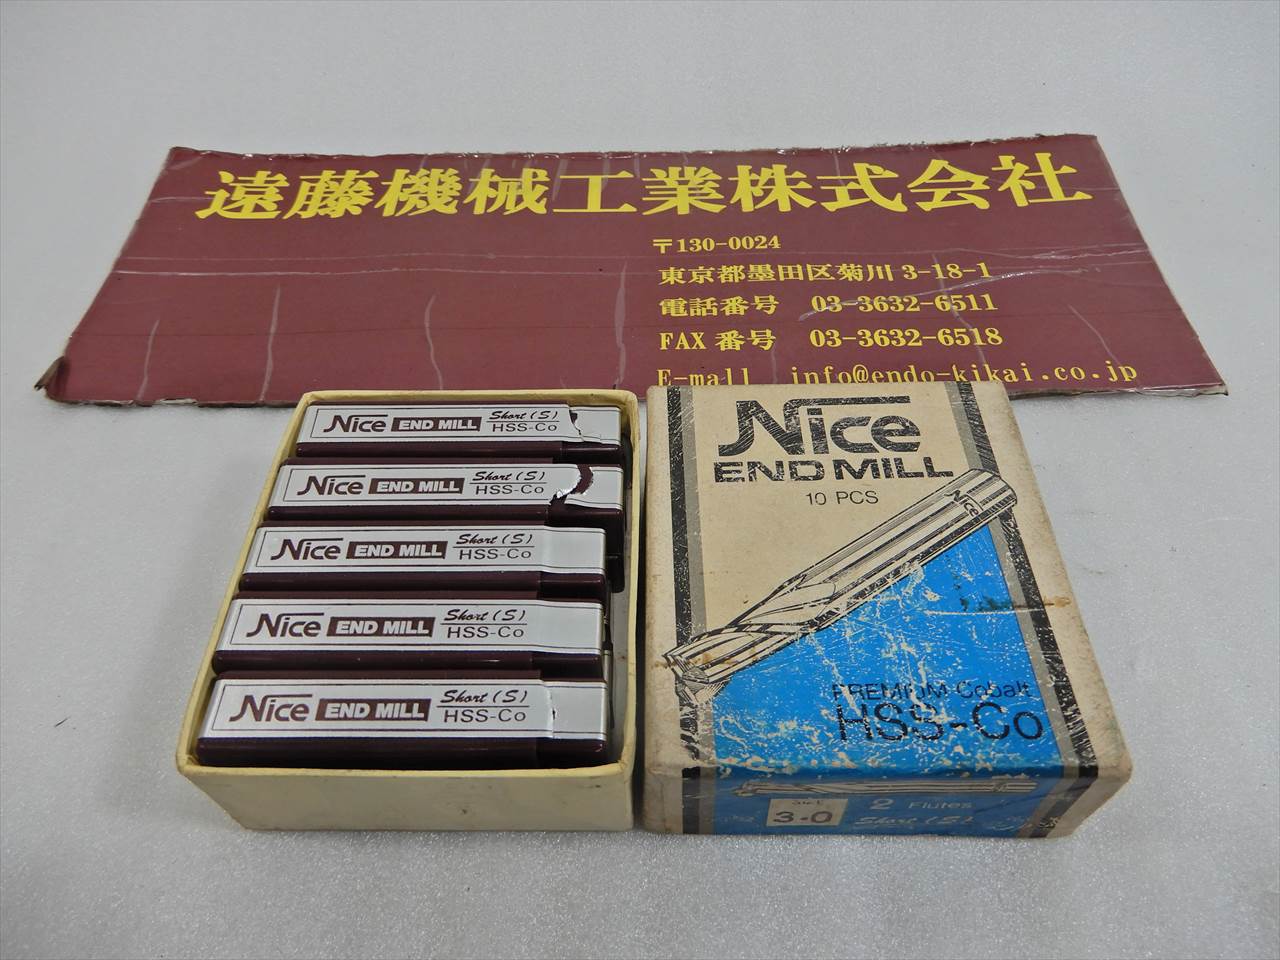 遠藤機械工業株式会社
〒130-0024
東京都墨田区菊川 3-18-1
電話番号 03-3632-6511
FAX 番号 03-3632-6518
E-mail info@endo-kikai.co.jp
Nice END MILL Short (S) HSS-Co
Nice END MILL Short (S) HSS-Co
Nice END MILL Short (S) HSS-Co
Nice END MILL Short (S) HSS-Co
Nice END MILL Short (S) HSS-Co
Nice
END MILL
10 PCS
Nice
PREMIUM Cobalt
HSS-Co
3.0
2 Flutes
Short (S)